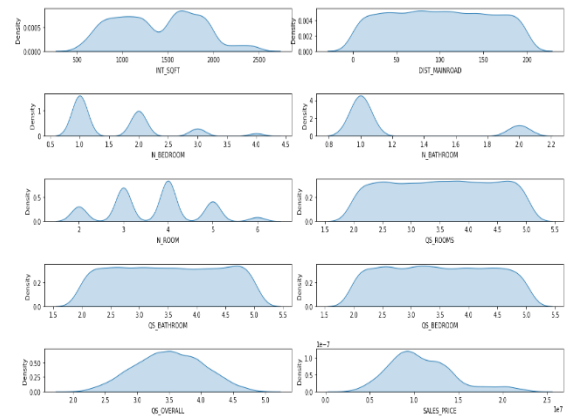 Density
0.0005
0.0000
500 1000 1500 2000 2500
INT_SQFT
Density
0.004
0.002
0.000
0 50 100 150 200
DIST_MAINROAD
Density
1
0
0.5 1.0 1.5 2.0 2.5 3.0 3.5 4.0 4.5
N_BEDROOM
Density
4
2
0
0.8 1.0 1.2 1.4 1.6 1.8 2.0 2.2
N_BATHROOM
Density
0.5
0.0
2 3 4 5 6
N_ROOM
Density
0.2
0.0
1.5 2.0 2.5 3.0 3.5 4.0 4.5 5.0 5.5
QS_ROOMS
Density
0.2
0.0
1.5 2.0 2.5 3.0 3.5 4.0 4.5 5.0 5.5
QS_BATHROOM
Density
0.2
0.0
1.5 2.0 2.5 3.0 3.5 4.0 4.5 5.0 5.5
QS_BEDROOM
Density
0.50
0.25
0.00
2.0 2.5 3.0 3.5 4.0 4.5 5.0
QS_OVERALL
1e-7
Density
1.0
0.5
0.0
0.0 0.5 1.0 1.5 2.0 2.5
1e7
SALES_PRICE